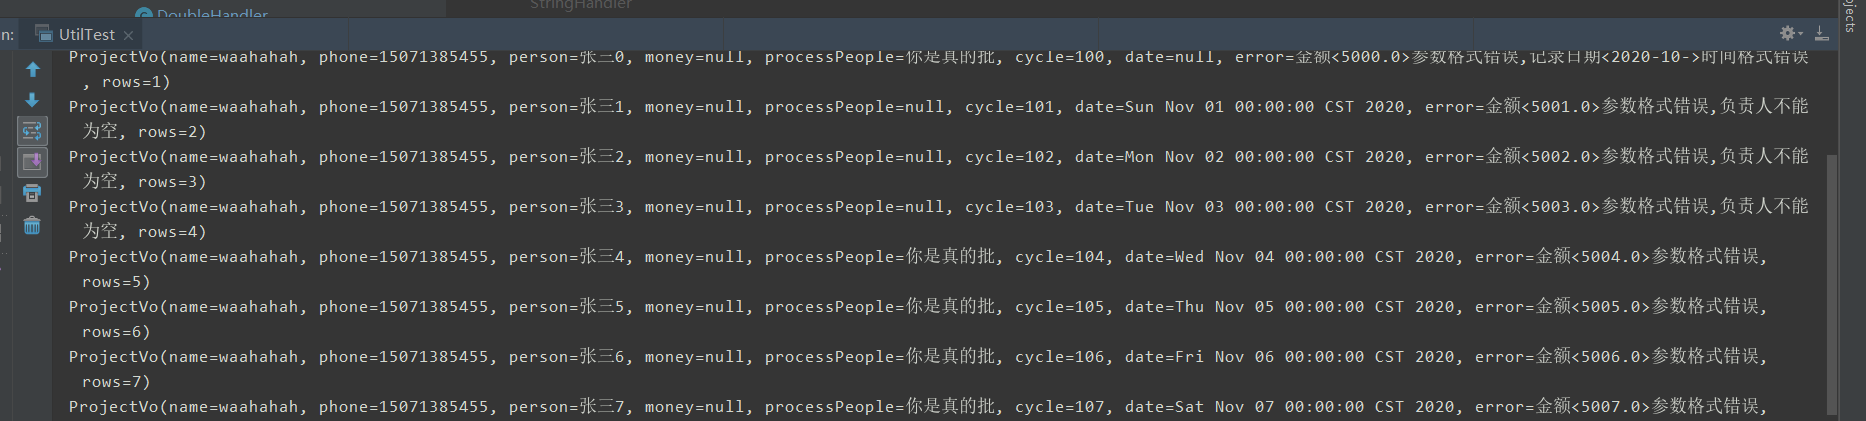 StringHandler
DoubleHandler
n: UtilTest
ojects
ProjectVo(name=waahahah, phone=15071385455, person=张三0, money=null, processPeople=你是真的批, cycle=100, date=null, error=金额<5000.0>参数格式错误,记录日期<2020-10->时间格式错误
, rows=1)
ProjectVo(name=waahahah, phone=15071385455, person=张三1, money=null, processPeople=null, cycle=101, date=Sun Nov 01 00:00:00 CST 2020, error=金额<5001.0>参数格式错误,负责人不能
为空, rows=2)
ProjectVo(name=waahahah, phone=15071385455, person=张三2, money=null, processPeople=null, cycle=102, date=Mon Nov 02 00:00:00 CST 2020, error=金额<5002.0>参数格式错误,负责人不能
为空, rows=3)
ProjectVo(name=waahahah, phone=15071385455, person=张三3, money=null, processPeople=null, cycle=103, date=Tue Nov 03 00:00:00 CST 2020, error=金额<5003.0>参数格式错误,负责人不能
为空, rows=4)
ProjectVo(name=waahahah, phone=15071385455, person=张三4, money=null, processPeople=你是真的批, cycle=104, date=Wed Nov 04 00:00:00 CST 2020, error=金额<5004.0>参数格式错误,
rows=5)
ProjectVo(name=waahahah, phone=15071385455, person=张三5, money=null, processPeople=你是真的批, cycle=105, date=Thu Nov 05 00:00:00 CST 2020, error=金额<5005.0>参数格式错误,
rows=6)
ProjectVo(name=waahahah, phone=15071385455, person=张三6, money=null, processPeople=你是真的批, cycle=106, date=Fri Nov 06 00:00:00 CST 2020, error=金额<5006.0>参数格式错误,
rows=7)
ProjectVo(name=waahahah, phone=15071385455, person=张三7, money=null, processPeople=你是真的批, cycle=107, date=Sat Nov 07 00:00:00 CST 2020, error=金额<5007.0>参数格式错误,